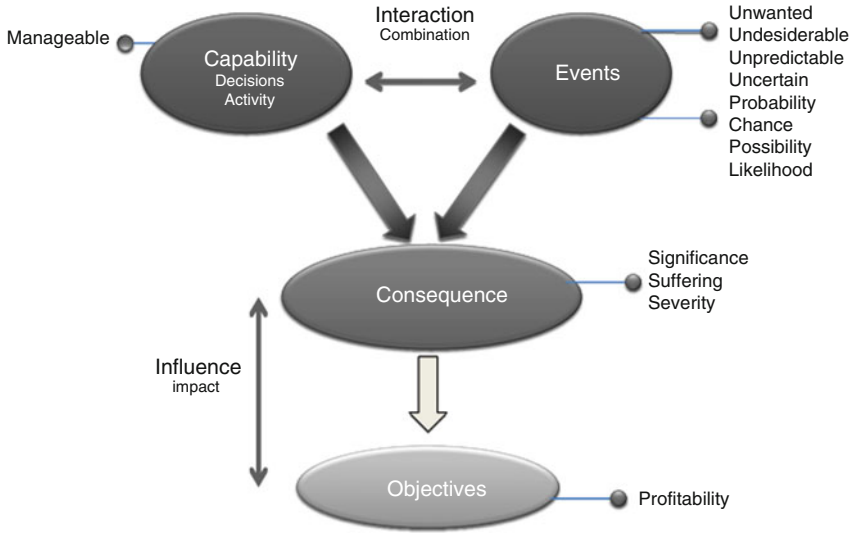 Interaction
Combination
Manageable
Capability
Decisions
Activity
Events
Unwanted
Undesiderable
Unpredictable
Uncertain
Probability
Chance
Possibility
Likelihood
Consequence
Significance
Suffering
Severity
Influence
impact
Objectives
Profitability